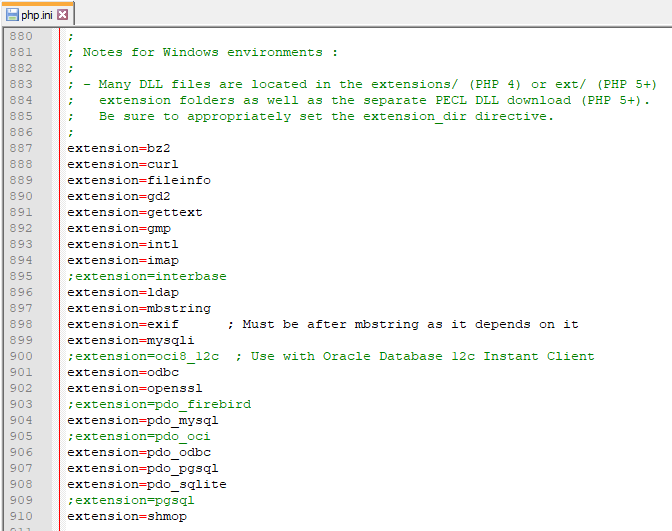 php.ini
880 ;
881 ; Notes for Windows environments :
882 ;
883 ; - Many DLL files are located in the extensions/ (PHP 4) or ext/ (PHP 5+)
884 ;   extension folders as well as the separate PECL DLL download (PHP 5+).
885 ;   Be sure to appropriately set the extension_dir directive.
886 ;
887 extension=bz2
888 extension=curl
889 extension=fileinfo
890 extension=gd2
891 extension=gettext
892 extension=gmp
893 extension=intl
894 extension=imap
895 ;extension=interbase
896 extension=ldap
897 extension=mbstring
898 extension=exif      ; Must be after mbstring as it depends on it
899 extension=mysqli
900 ;extension=oci8_12c  ; Use with Oracle Database 12c Instant Client
901 extension=odbc
902 extension=openssl
903 ;extension=pdo_firebird
904 extension=pdo_mysql
905 ;extension=pdo_oci
906 extension=pdo_odbc
907 extension=pdo_pgsql
908 extension=pdo_sqlite
909 ;extension=pgsql
910 extension=shmop